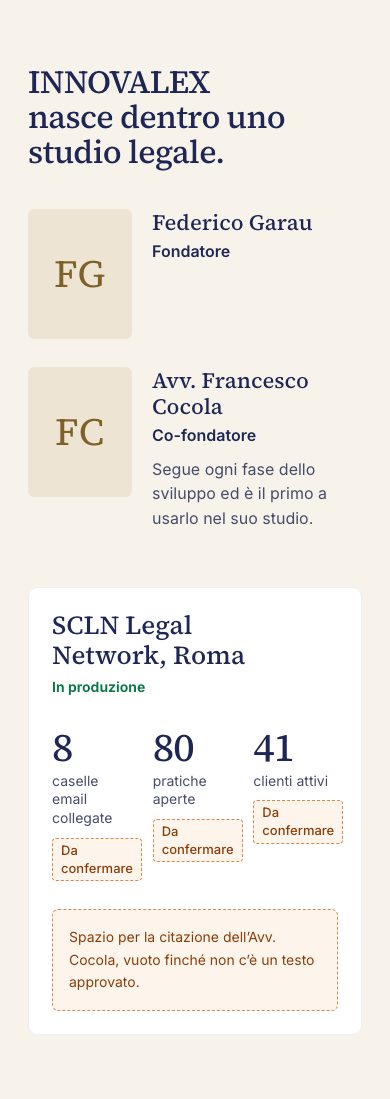 INNOVALEX
nasce dentro uno
studio legale.
FG
Federico Garau
Fondatore
FC
Avv. Francesco
Cocola
Co-fondatore
Segue ogni fase dello
sviluppo ed è il primo a
usarlo nel suo studio.
SCLN Legal
Network, Roma
In produzione
8
caselle
email
collegate
Da
confermare
80
pratiche
aperte
Da
confermare
41
clienti attivi
Da
confermare
Spazio per la citazione dell’Avv.
Cocola, vuoto finché non c’è un testo
approvato.